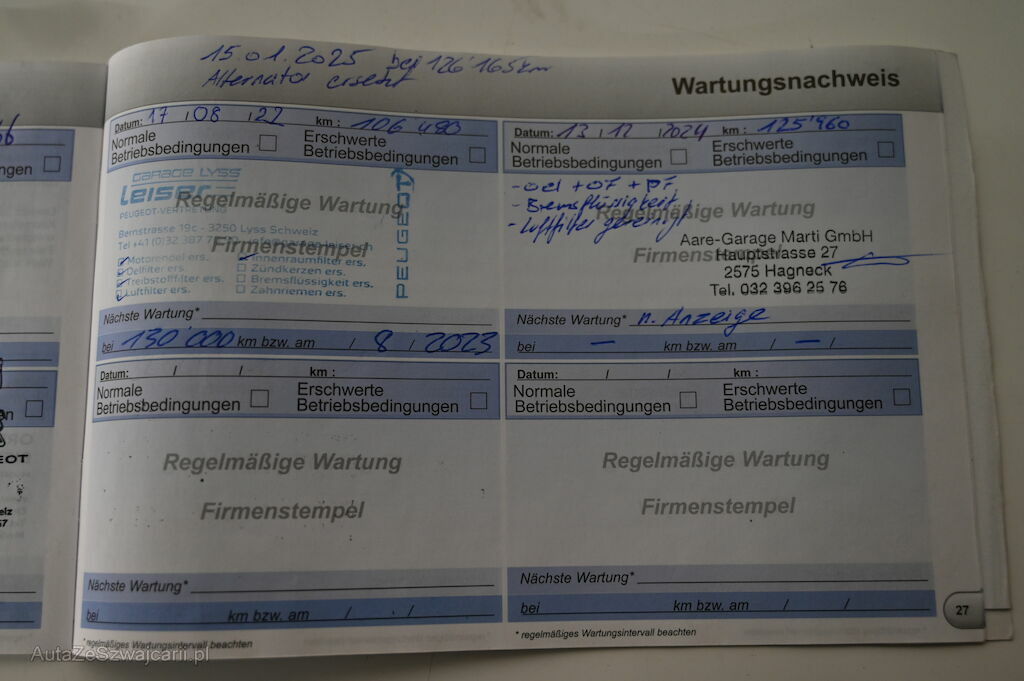 15.01.2025 bei 126'165km
Alternator ersetzt
Wartungsnachweis
Datum: 17 / 08 / 22 km : 106 480
Normale Betriebsbedingungen
Erschwerte Betriebsbedingungen
GARAGE LYSS
Leiser
PEUGEOT-VERTRETUNG
Regelmäßige Wartung
Bernstrasse 19c - 3250 Lyss Schweiz
Tel +41 (0)32 387
Firmenstempel
Motorenoel ers.
Innenraumfilter ers.
Oelfilter ers.
Zündkerzen ers.
Treibstofffilter ers.
Bremsflüssigkeit ers.
Luftfilter ers.
Zahnriemen ers.
PEUGEOT
Nächste Wartung*
bei 130'000 km bzw. am / 8 / 2023
Datum: 13 / 12 / 2024 km : 125'960
Normale Betriebsbedingungen
Erschwerte Betriebsbedingungen
- Oel + OF + PF
- Bremsflüssigkeit
- Luftfilter gereinigt
Regelmäßige Wartung
Firmenstempel
Aare-Garage Marti GmbH
Hauptstrasse 27
2575 Hagneck
Tel. 032 396 25 76
Nächste Wartung* n. Anzeige
bei – km bzw. am / – /
Datum: / / km :
Normale Betriebsbedingungen
Erschwerte Betriebsbedingungen
Regelmäßige Wartung
Firmenstempel
Nächste Wartung*
bei km bzw. am / /
* regelmäßiges Wartungsintervall beachten
Datum: / / km :
Normale Betriebsbedingungen
Erschwerte Betriebsbedingungen
Regelmäßige Wartung
Firmenstempel
Nächste Wartung*
bei km bzw. am / /
* regelmäßiges Wartungsintervall beachten
27
AutaZeSzwajcarii.pl